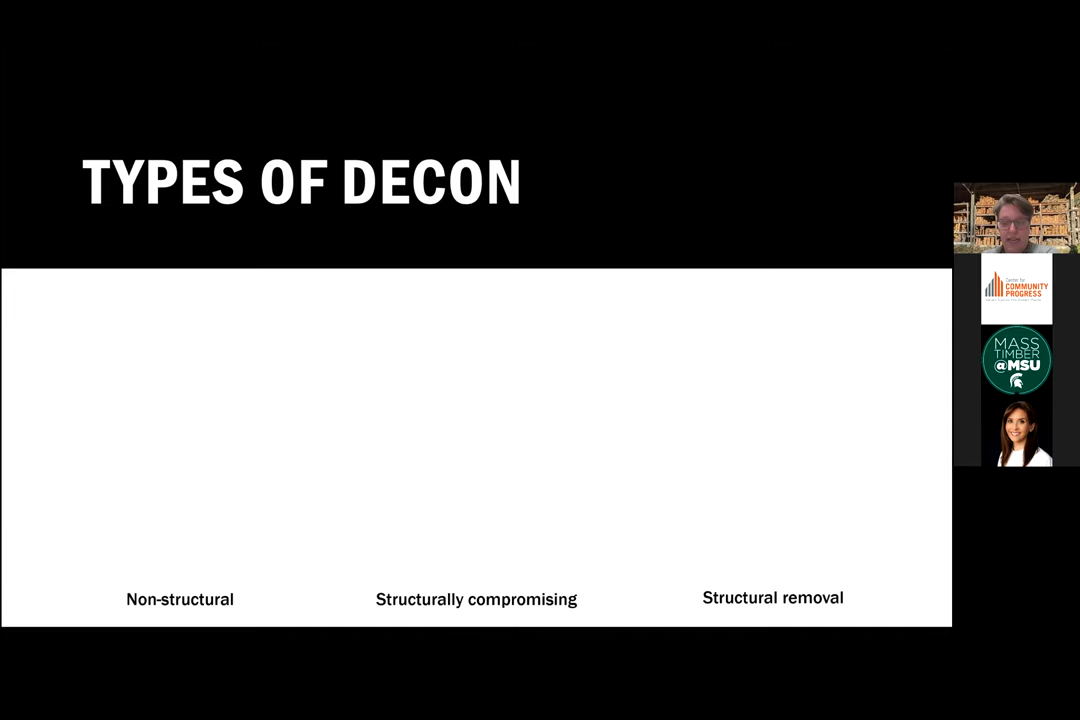 TYPES OF DECON
Non-structural
Structurally compromising
Structural removal
Center for
COMMUNITY
PROGRESS
MASS
TIMBER
@MSU